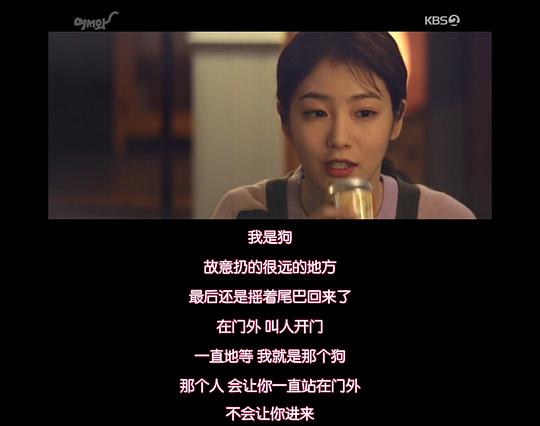 어서와
KBS2
我是狗
故意扔的很远的地方
最后还是摇着尾巴回来了
在门外 叫人开门
一直地等 我就是那个狗
那个人 会让你一直站在门外
不会让你进来